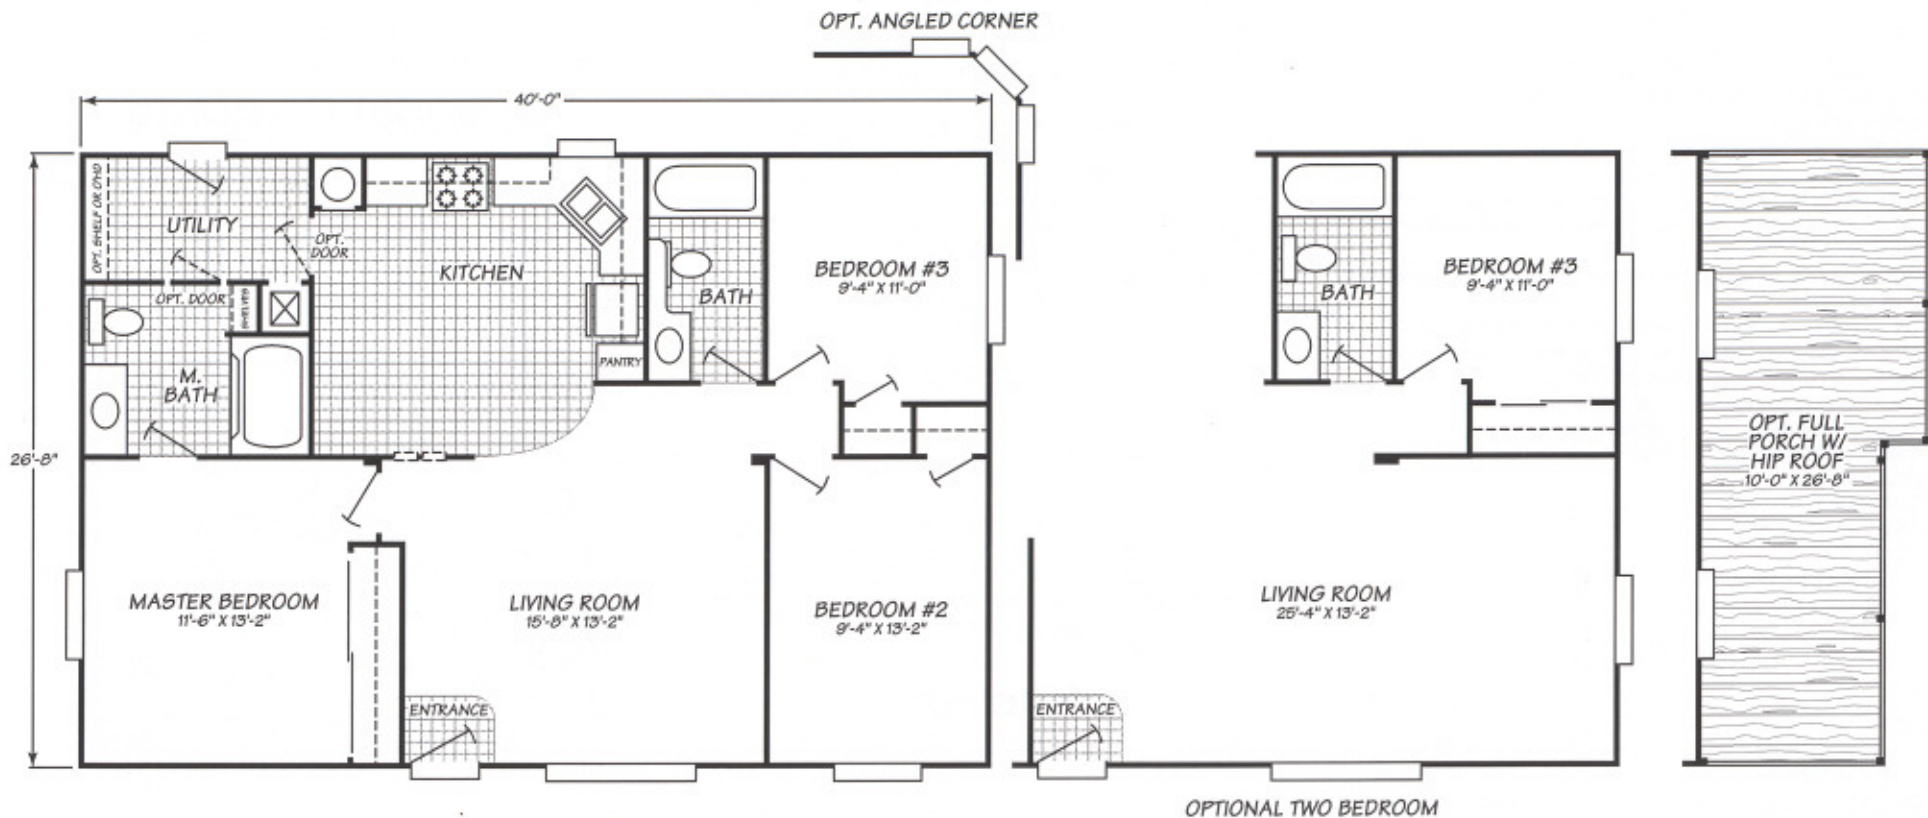 OPT. ANGLED CORNER
40'-0"
26'-8"
OPT. SHELF OR O'HD
UTILITY
OPT.
DOOR
KITCHEN
OPT. DOOR
SHELVES
M.
BATH
PANTRY
BATH
BEDROOM #3
9'-4" X 11'-0"
MASTER BEDROOM
11'-6" X 13'-2"
LIVING ROOM
15'-8" X 13'-2"
BEDROOM #2
9'-4" X 13'-2"
ENTRANCE
BATH
BEDROOM #3
9'-4" X 11'-0"
LIVING ROOM
25'-4" X 13'-2"
ENTRANCE
OPTIONAL TWO BEDROOM
OPT. FULL
PORCH W/
HIP ROOF
10'-0" X 26'-8"